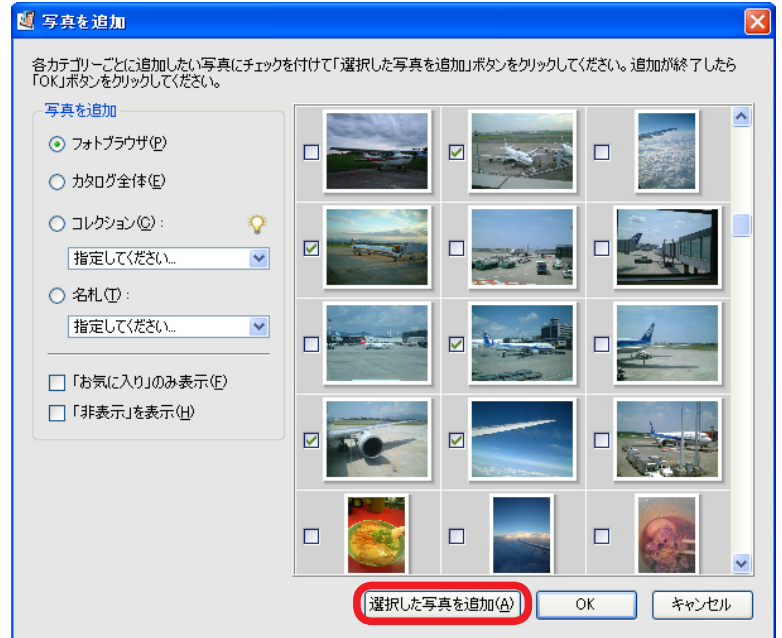 写真を追加
各カテゴリーごとに追加したい写真にチェックを付けて「選択した写真を追加」ボタンをクリックしてください。追加が終了したら
「OK」ボタンをクリックしてください。
写真を追加
フォトブラウザ(P)
カタログ全体(E)
コレクション(C):
指定してください...
名札(T):
指定してください...
「お気に入り」のみ表示(F)
「非表示」を表示(H)
選択した写真を追加(A)
OK
キャンセル